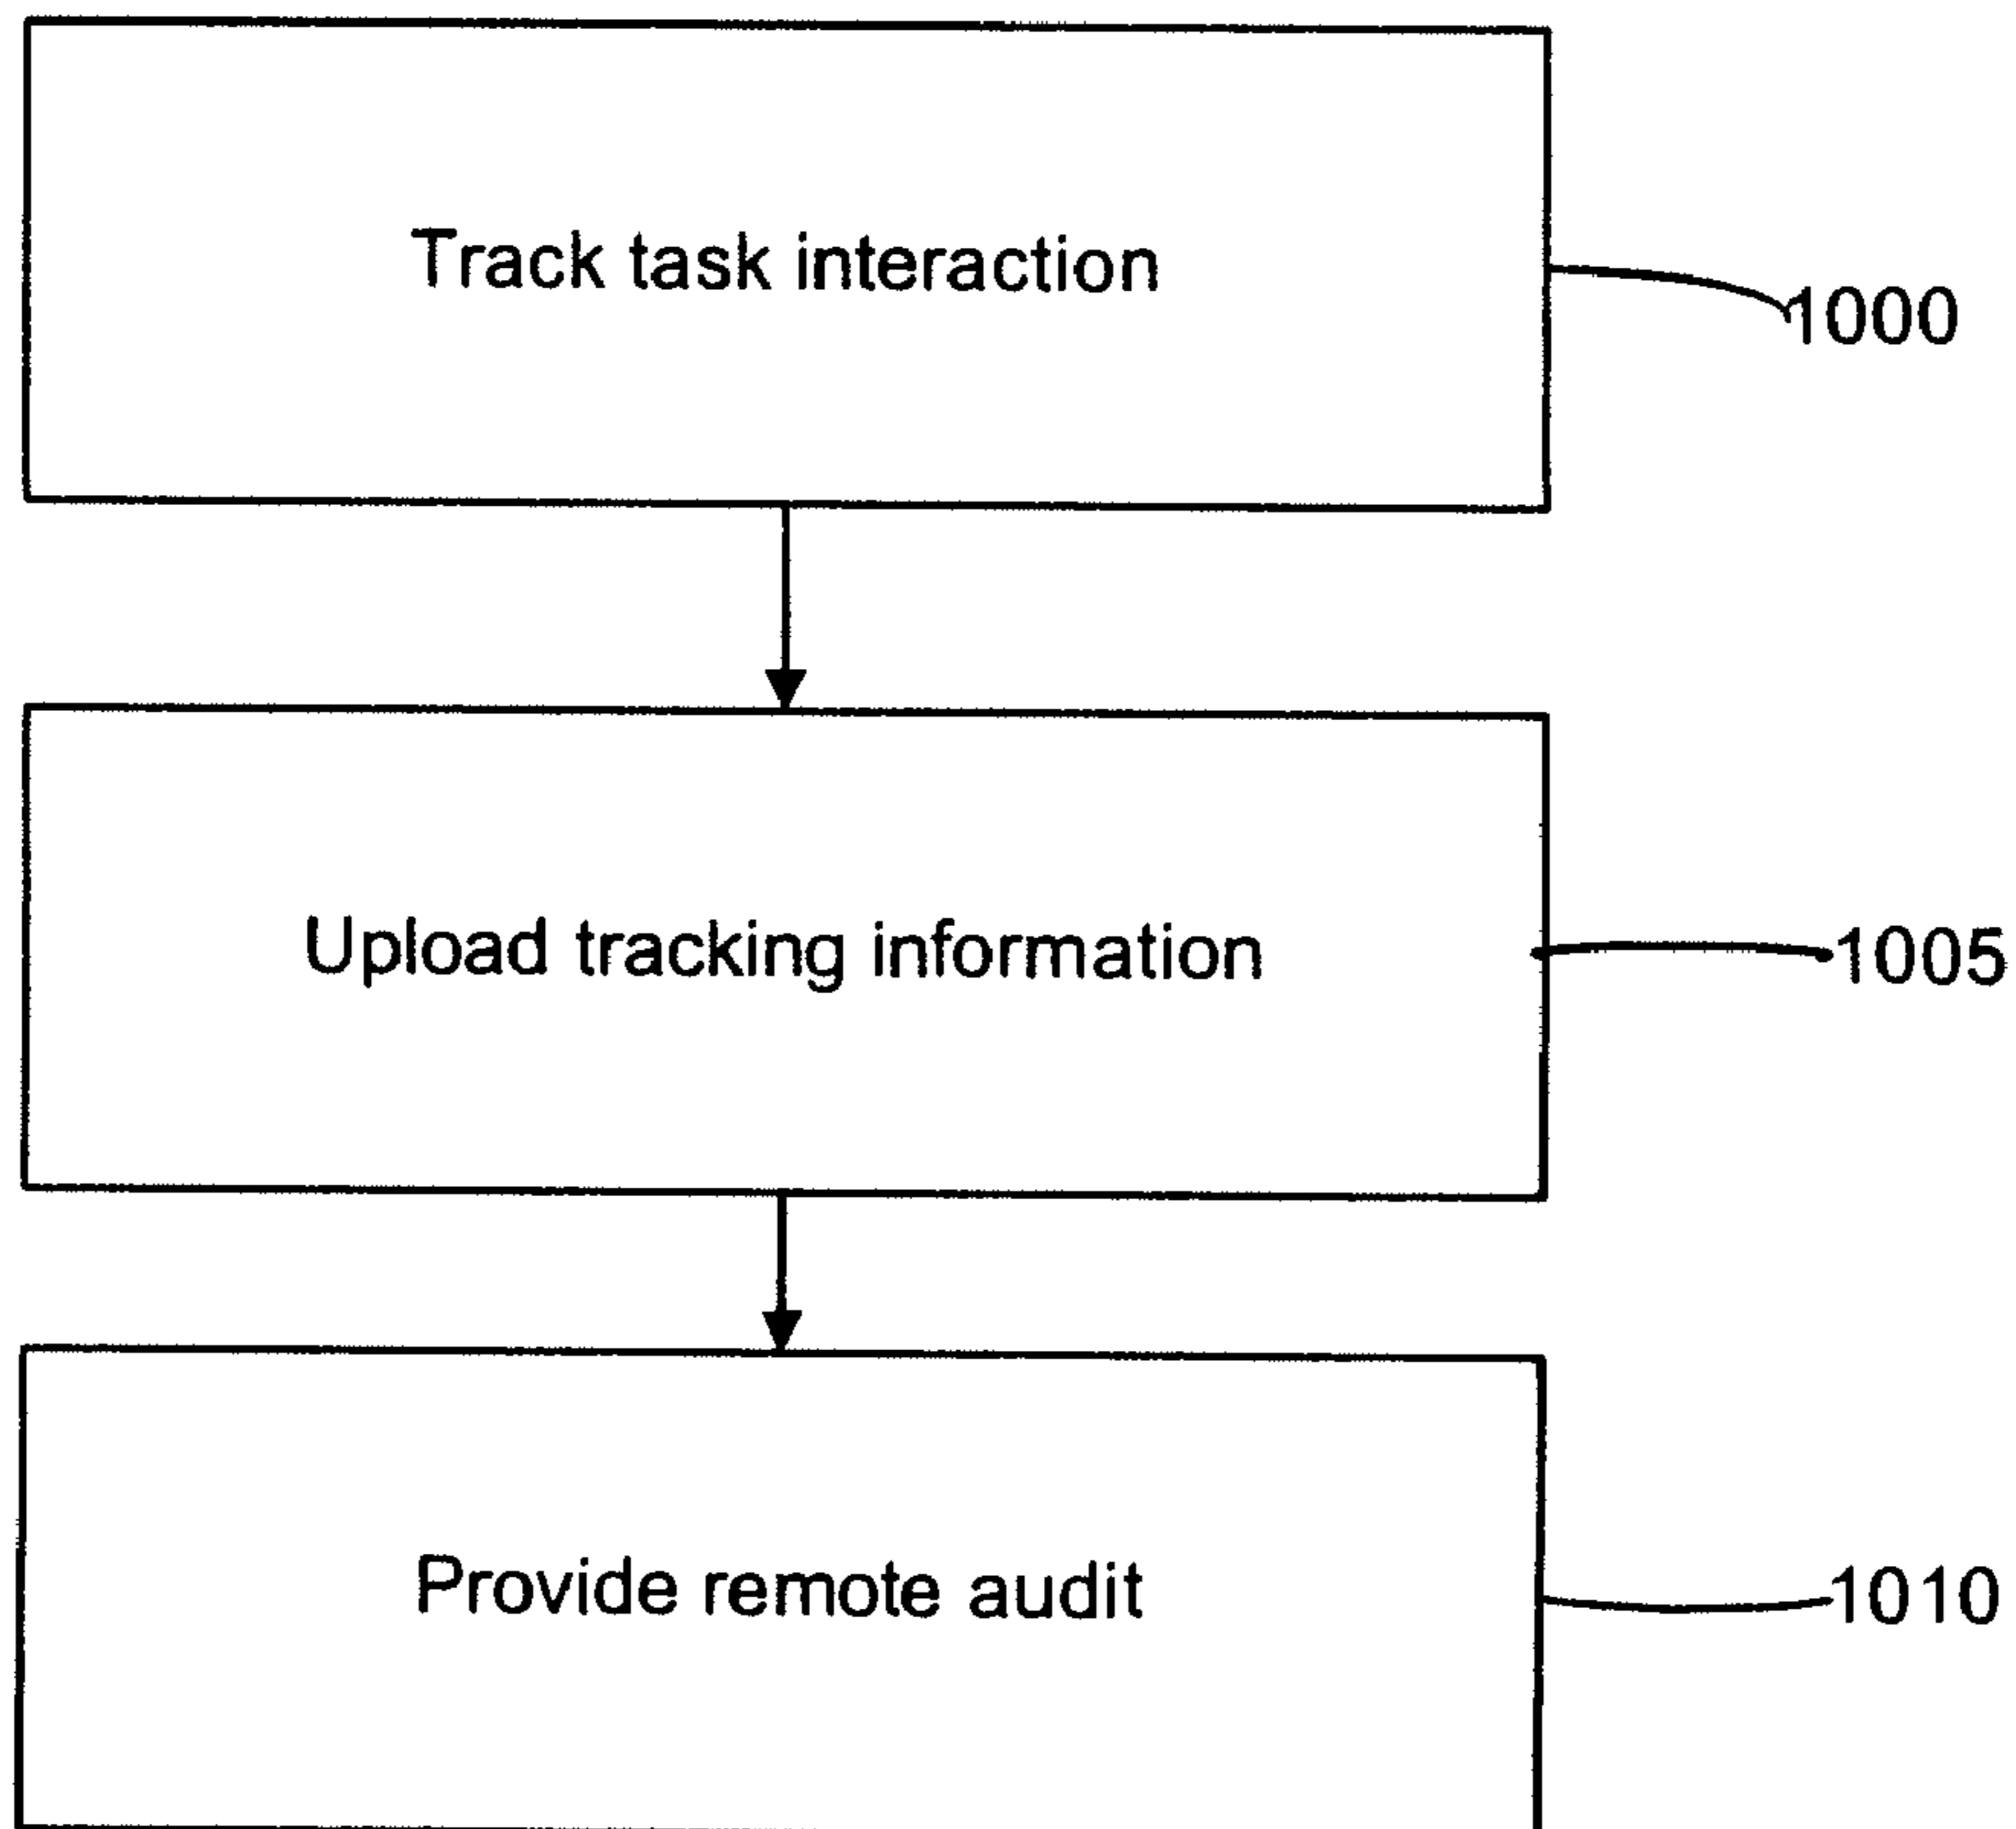 Track task interaction
1000
Upload tracking information
1005
Provide remote audit
1010